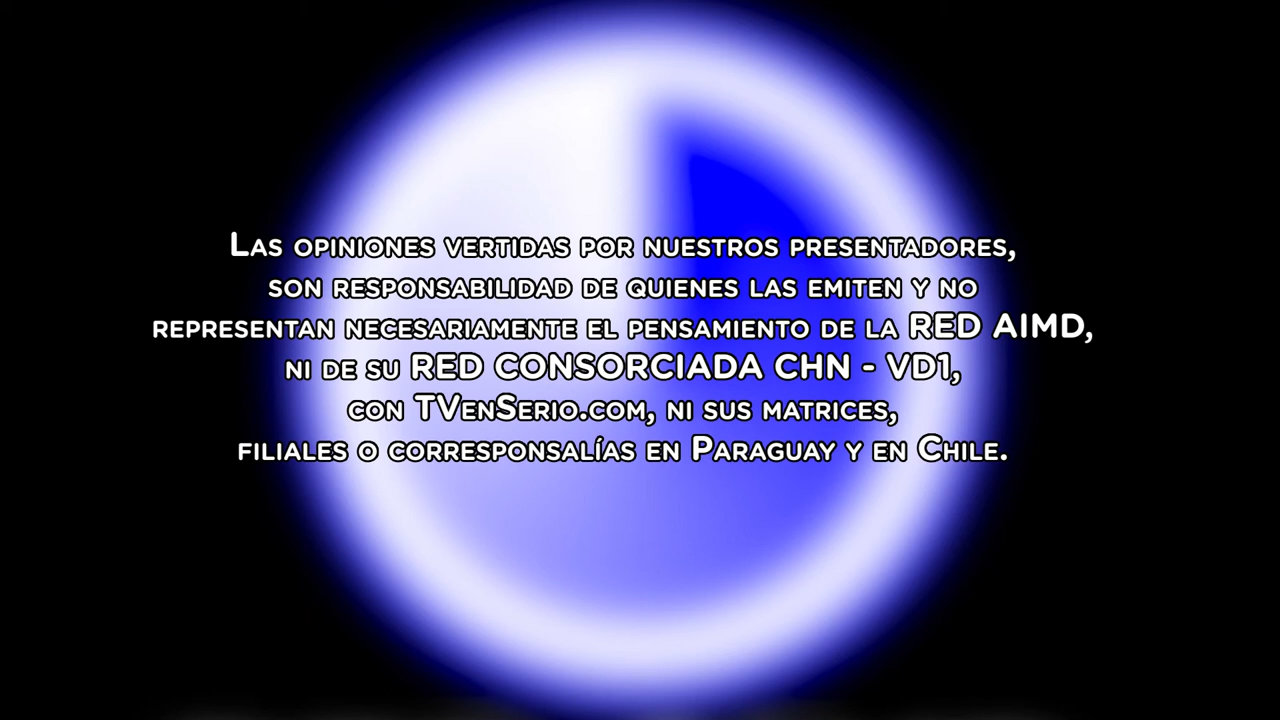 Las opiniones vertidas por nuestros presentadores,
son responsabilidad de quienes las emiten y no
representan necesariamente el pensamiento de la RED AIMD,
ni de su RED CONSORCIADA CHN - VD1,
con TVenSerio.com, ni sus matrices,
filiales o corresponsalías en Paraguay y en Chile.